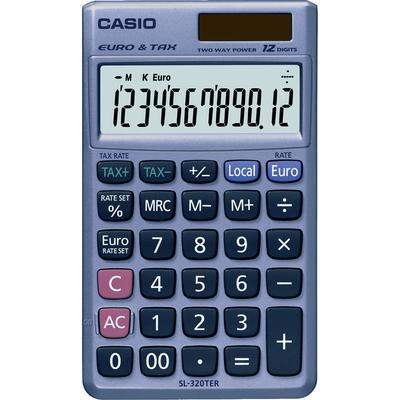 CASIO
EURO & TAX TWO WAY POWER 12 DIGITS
– M K Euro ÷
1234567890.12
TAX RATE RATE
TAX+ TAX– +/– Local Euro
RATE SET
% MRC M– M+ ÷
Euro
RATE SET 7 8 9 ×
C 4 5 6 –
ON
AC 1 2 3 +
0 00 · =
SL-320TER